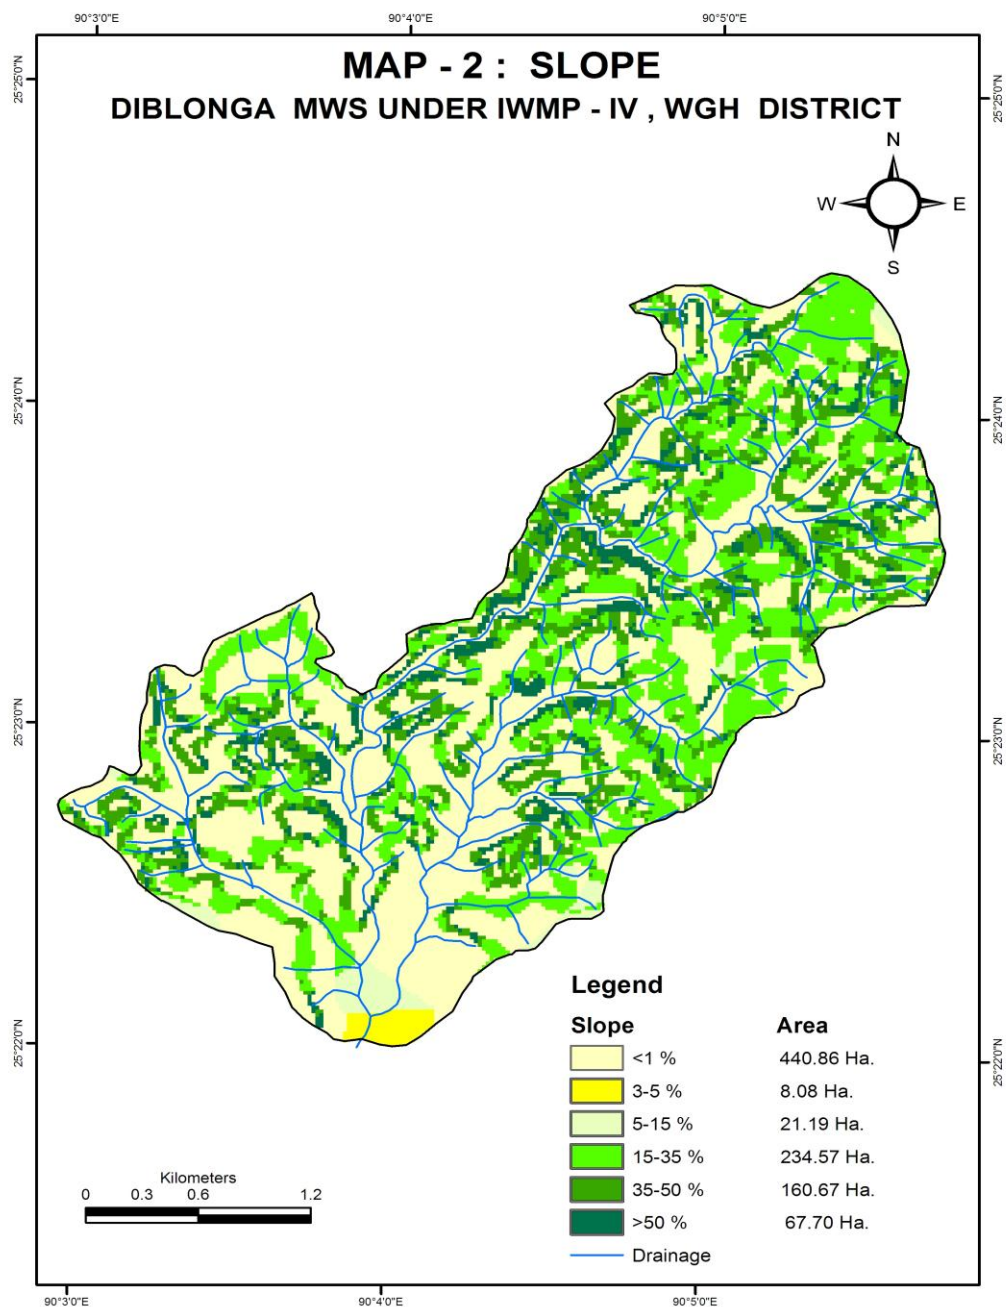 90°3'0"E 90°4'0"E 90°5'0"E
MAP - 2 : SLOPE
DIBLONGA MWS UNDER IWMP - IV , WGH DISTRICT
25°25'0"N
25°25'0"N
N
W E
S
25°24'0"N
25°24'0"N
25°23'0"N
25°23'0"N
25°22'0"N
25°22'0"N
Legend
Slope Area
<1 % 440.86 Ha.
3-5 % 8.08 Ha.
5-15 % 21.19 Ha.
15-35 % 234.57 Ha.
35-50 % 160.67 Ha.
>50 % 67.70 Ha.
Drainage
Kilometers
0 0.3 0.6 1.2
90°3'0"E 90°4'0"E 90°5'0"E